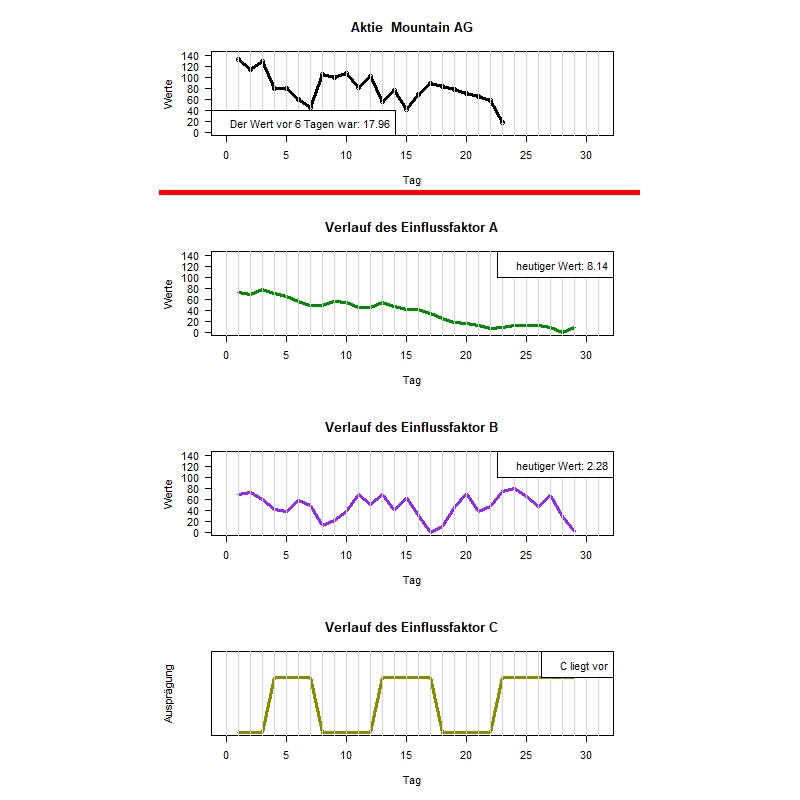 Aktie  Mountain AG
Werte
140
120
100
80
60
40
20
0
Der Wert vor 6 Tagen war: 17.96
0 5 10 15 20 25 30
Tag
Verlauf des Einflussfaktor A
Werte
140
120
100
80
60
40
20
0
heutiger Wert: 8.14
0 5 10 15 20 25 30
Tag
Verlauf des Einflussfaktor B
Werte
140
120
100
80
60
40
20
0
heutiger Wert: 2.28
0 5 10 15 20 25 30
Tag
Verlauf des Einflussfaktor C
Ausprägung
C liegt vor
0 5 10 15 20 25 30
Tag